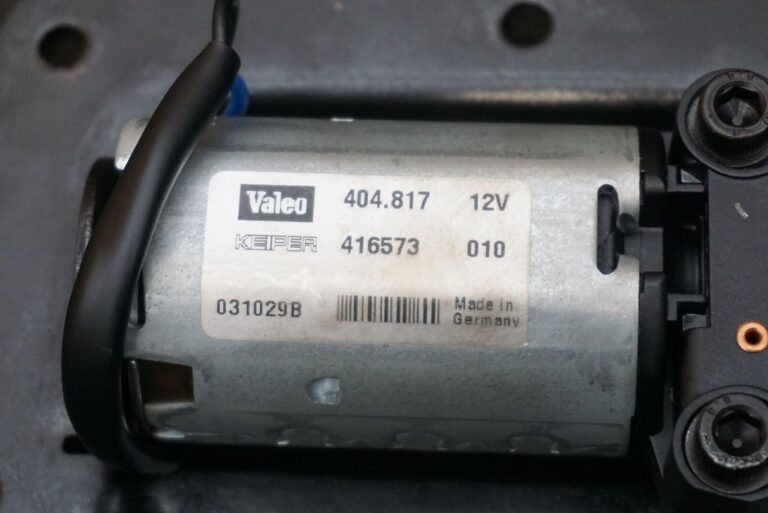 Valeo 404.817 12V
KEIPER 416573 010
031029B Made in
Germany